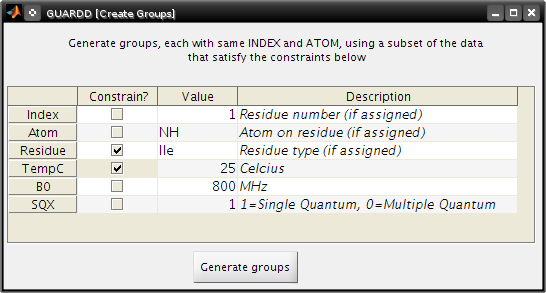 GUARDD [Create Groups]
Generate groups, each with same INDEX and ATOM, using a subset of the data
that satisfy the constraints below
Constrain? Value Description
Index 1 Residue number (if assigned)
Atom NH Atom on residue (if assigned)
Residue Ile Residue type (if assigned)
TempC 25 Celcius
B0 800 MHz
SQX 1 1=Single Quantum, 0=Multiple Quantum
Generate groups